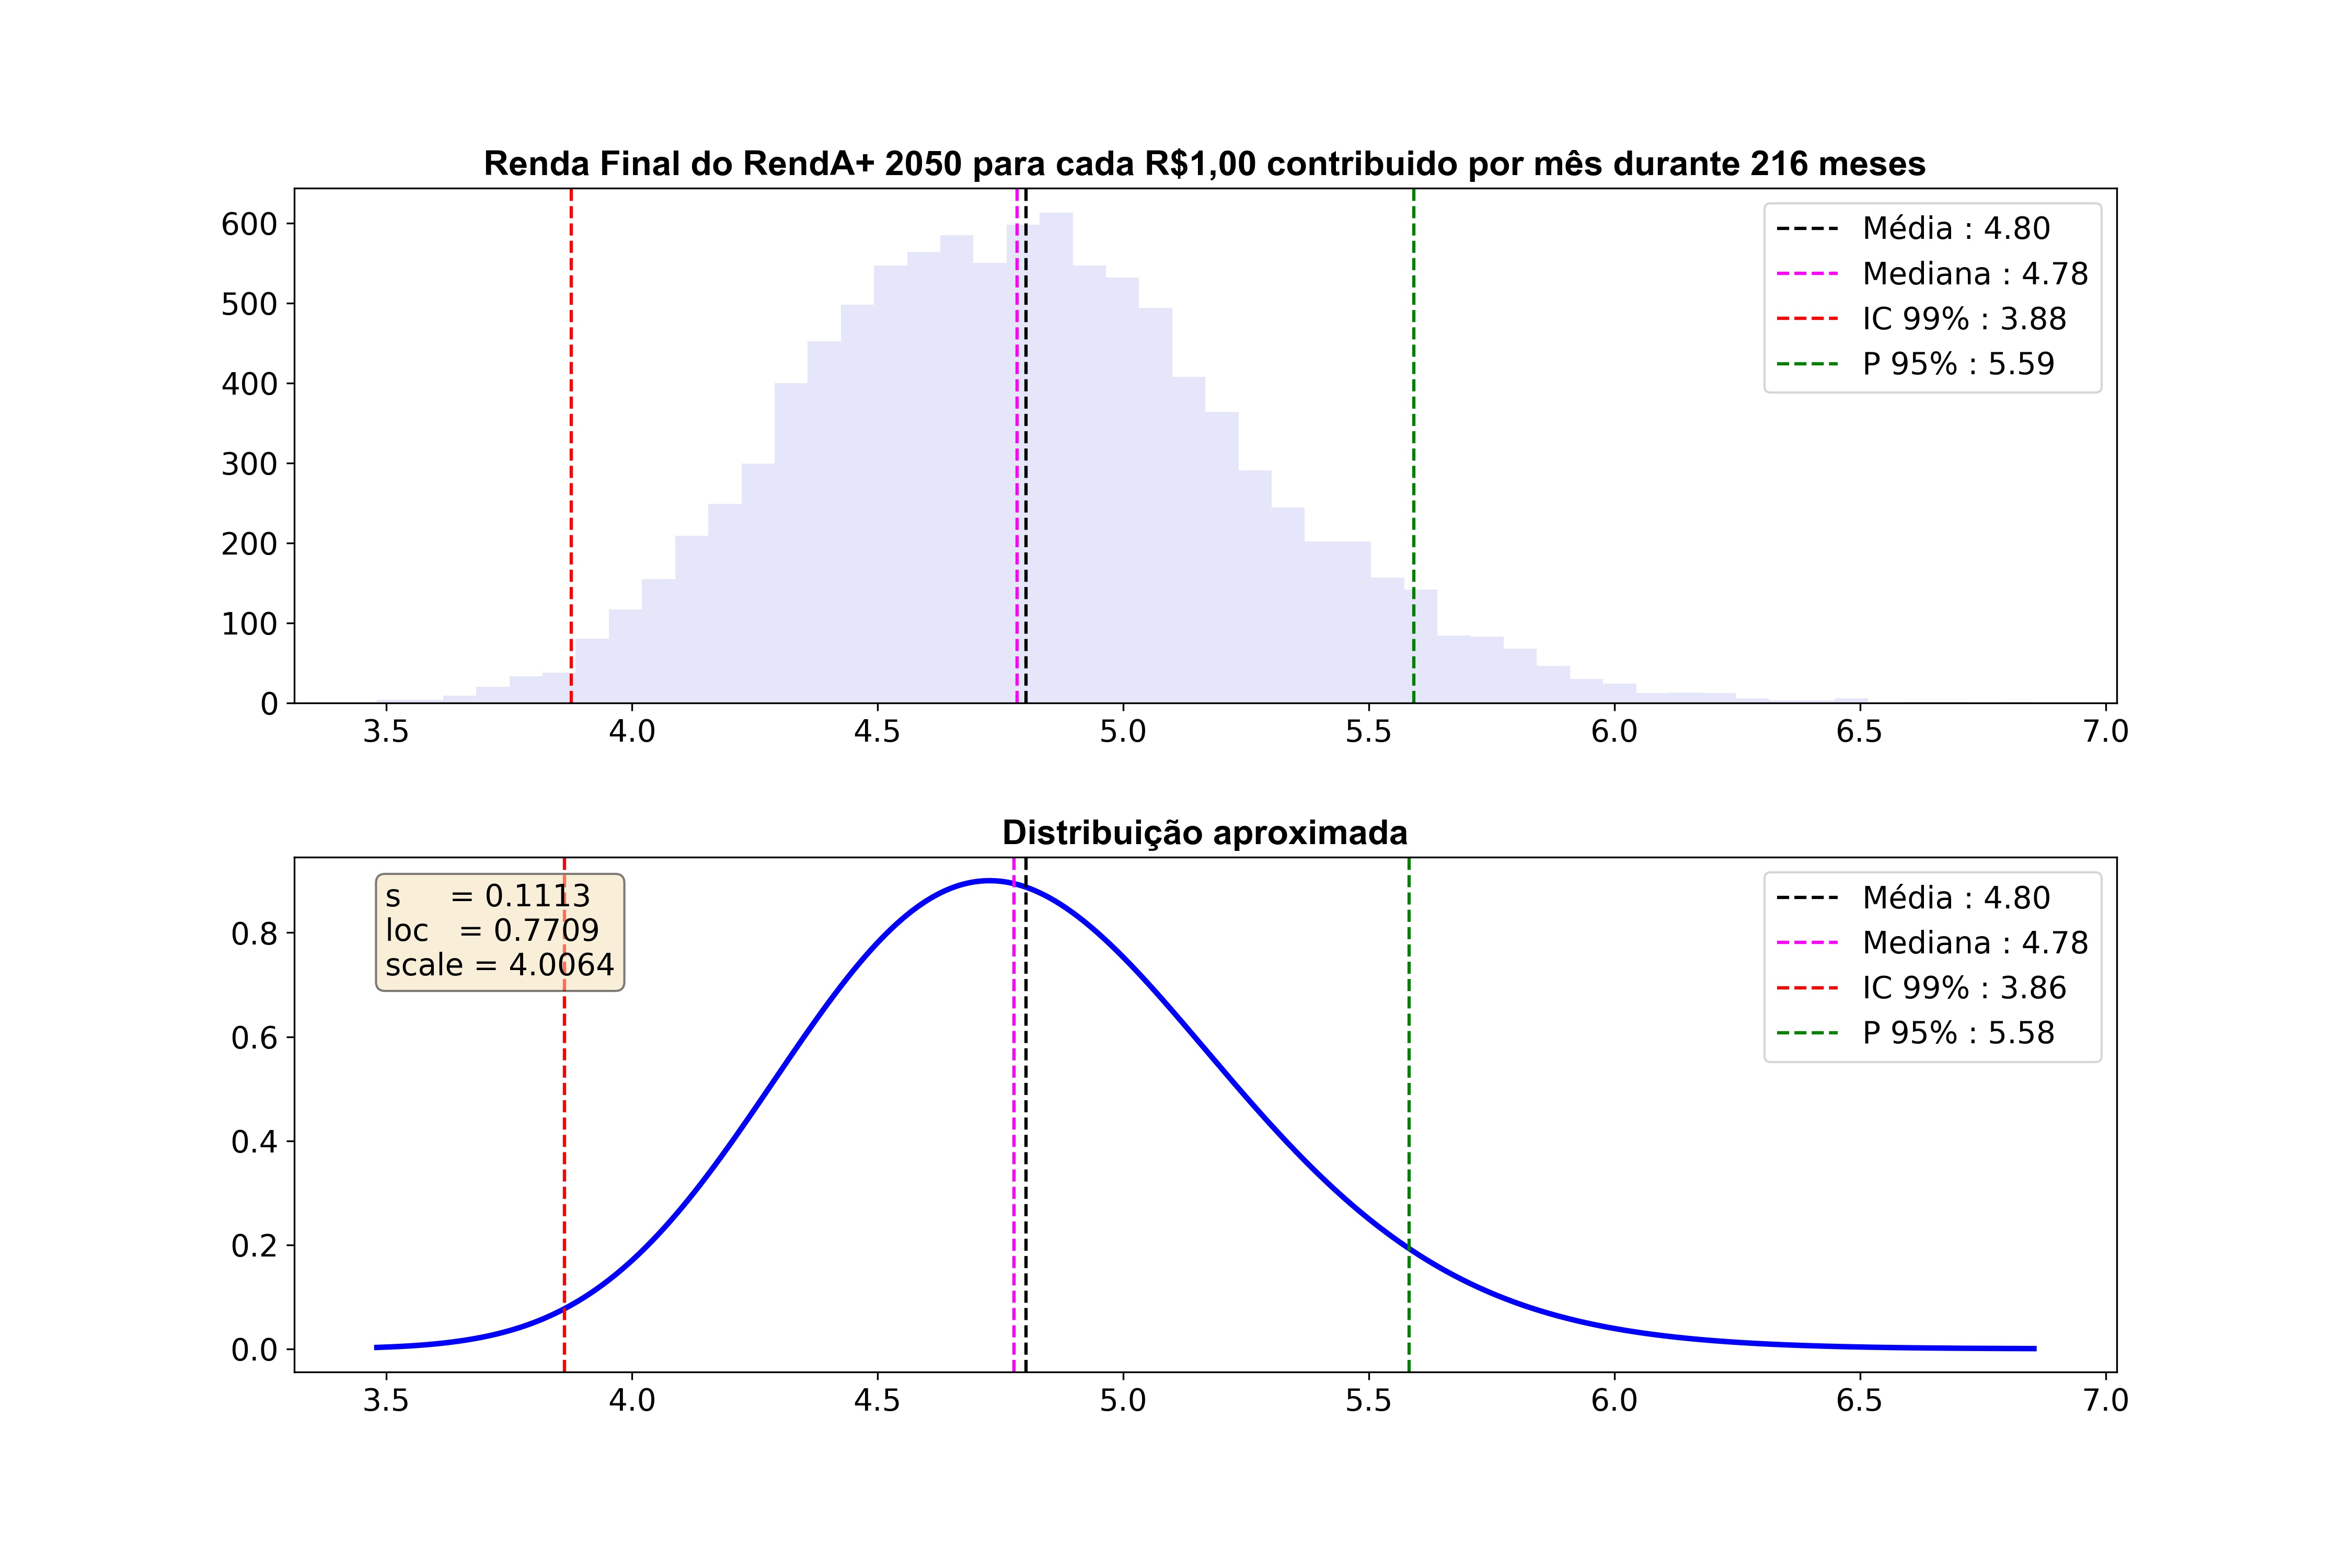 Renda Final do RendA+ 2050 para cada R$1,00 contribuido por mês durante 216 meses
600
500
400
300
200
100
0
3.5 4.0 4.5 5.0 5.5 6.0 6.5 7.0
Média : 4.80
Mediana : 4.78
IC 99% : 3.88
P 95% : 5.59
Distribuição aproximada
s = 0.1113
loc = 0.7709
scale = 4.0064
0.8
0.6
0.4
0.2
0.0
3.5 4.0 4.5 5.0 5.5 6.0 6.5 7.0
Média : 4.80
Mediana : 4.78
IC 99% : 3.86
P 95% : 5.58